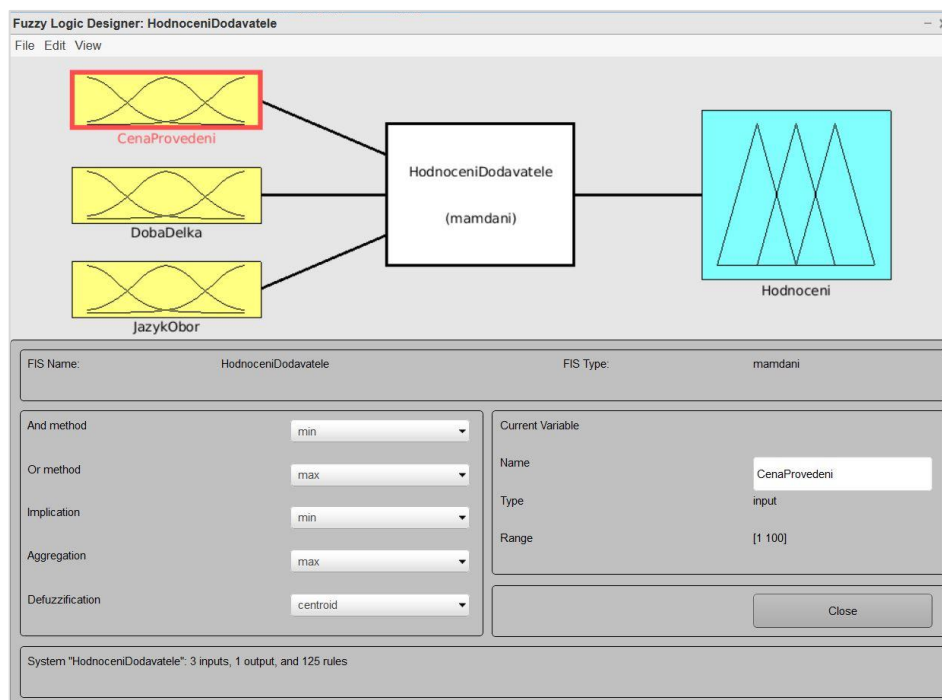 Fuzzy Logic Designer: HodnoceniDodavatele
File Edit View
CenaProvedeni
DobaDelka
JazykObor
HodnoceniDodavatele
(mamdani)
Hodnoceni
FIS Name: HodnoceniDodavatele FIS Type: mamdani
And method min
Or method max
Implication min
Aggregation max
Defuzzification centroid
Current Variable
Name CenaProvedeni
Type input
Range [1 100]
Close
System "HodnoceniDodavatele": 3 inputs, 1 output, and 125 rules